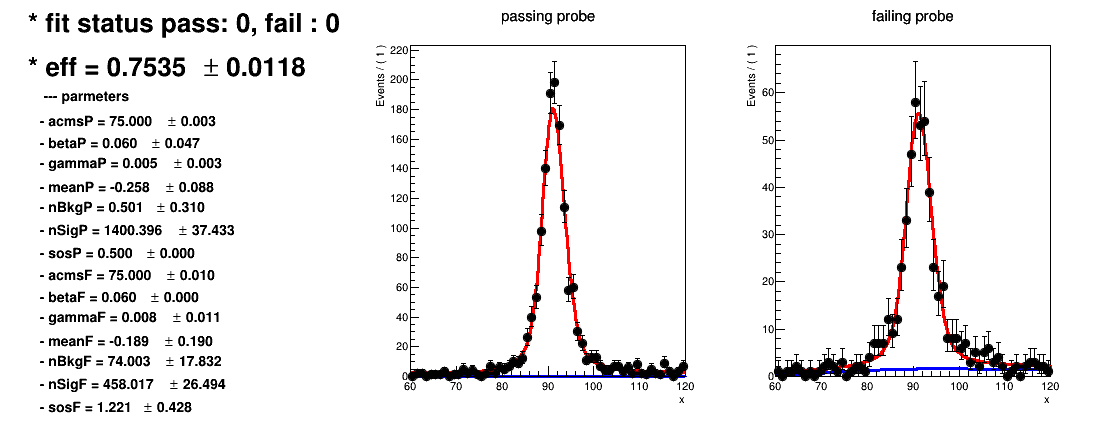 * fit status pass: 0, fail : 0
* eff = 0.7535 ± 0.0118
--- parmeters
- acmsP = 75.000 ± 0.003
- betaP = 0.060 ± 0.047
- gammaP = 0.005 ± 0.003
- meanP = -0.258 ± 0.088
- nBkgP = 0.501 ± 0.310
- nSigP = 1400.396 ± 37.433
- sosP = 0.500 ± 0.000
- acmsF = 75.000 ± 0.010
- betaF = 0.060 ± 0.000
- gammaF = 0.008 ± 0.011
- meanF = -0.189 ± 0.190
- nBkgF = 74.003 ± 17.832
- nSigF = 458.017 ± 26.494
- sosF = 1.221 ± 0.428
passing probe
Events / ( 1 )
220
200
180
160
140
120
100
80
60
40
20
0
60 70 80 90 100 110 120
x
failing probe
Events / ( 1 )
60
50
40
30
20
10
0
60 70 80 90 100 110 120
x